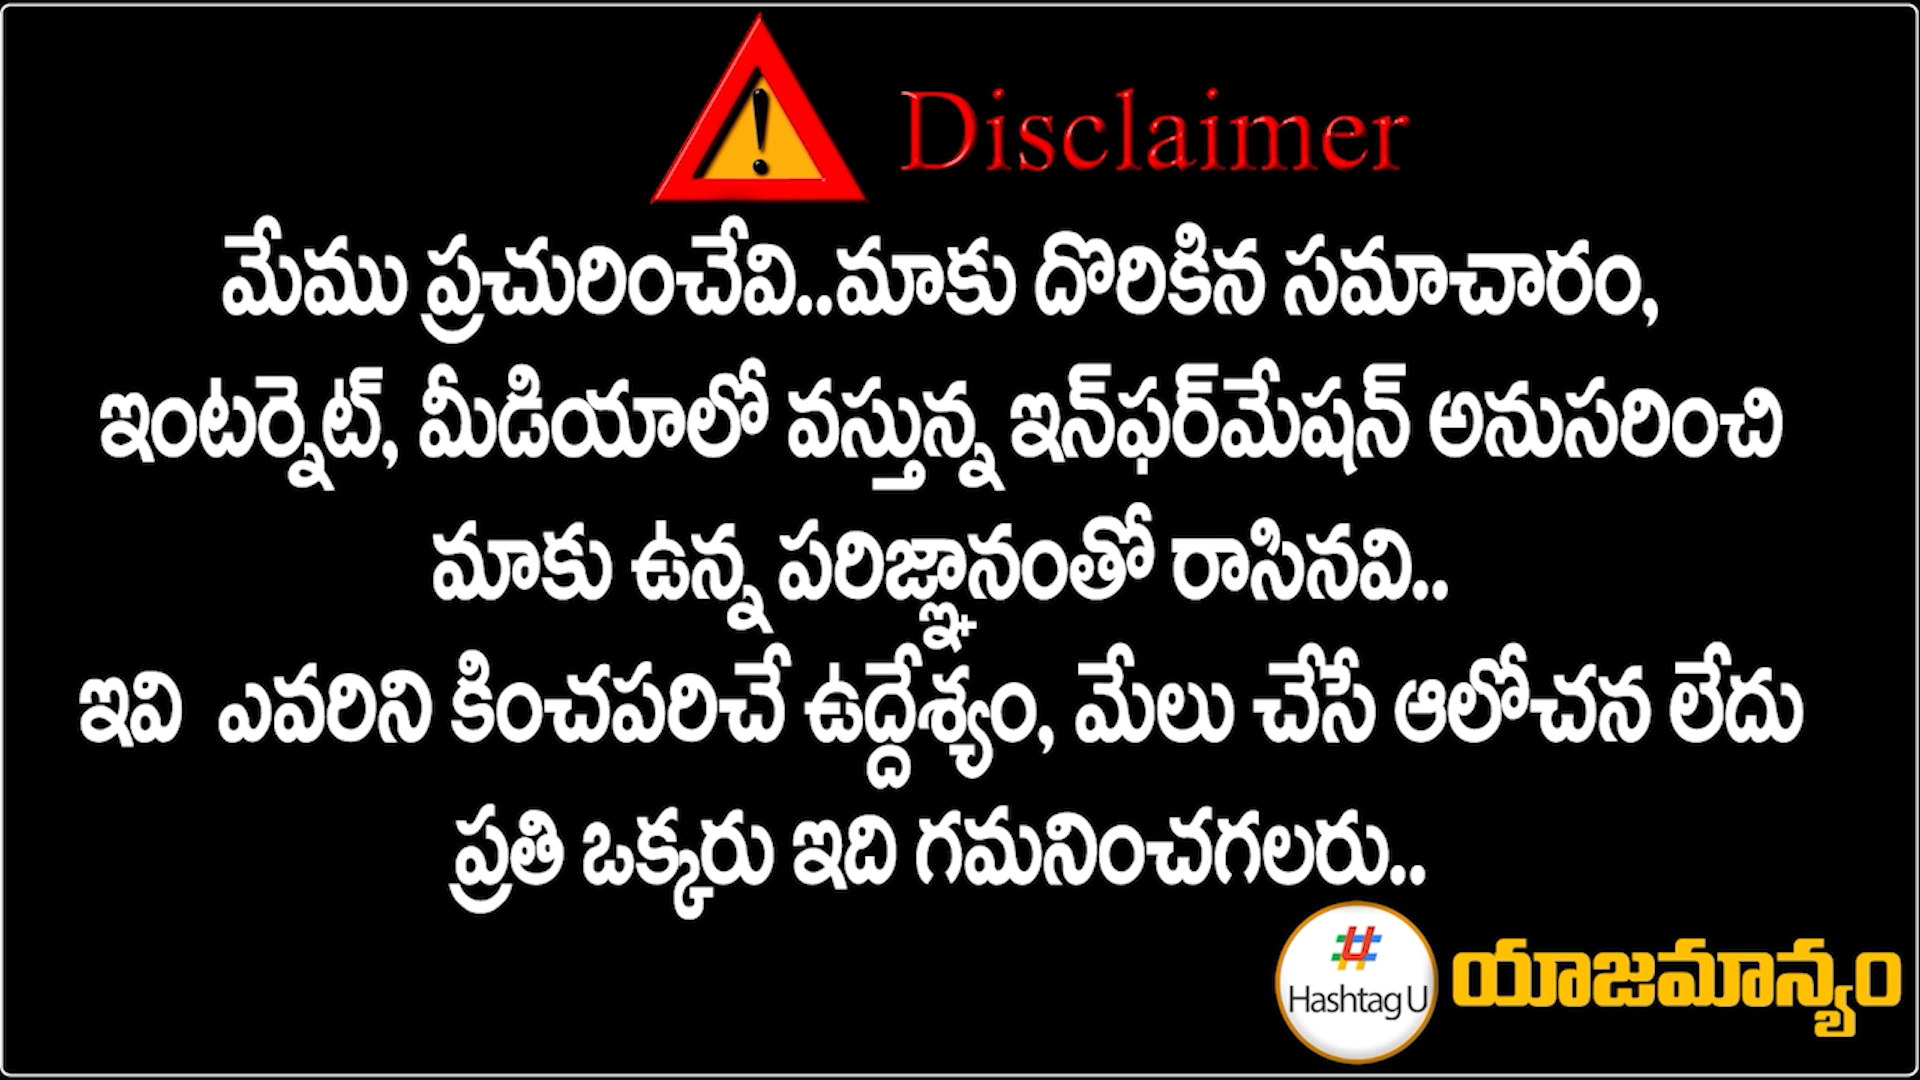 Disclaimer
మేము ప్రచురించేవి..మాకు దొరికిన సమాచారం,
ఇంటర్నెట్, మీడియాలో వస్తున్న ఇన్‌ఫర్‌మేషన్ అనుసరించి
మాకు ఉన్న పరిజ్ఞానంతో రాసినవి..
ఇవి ఎవరిని కించపరిచే ఉద్దేశ్యం, మేలు చేసే ఆలోచన లేదు
ప్రతి ఒక్కరు ఇది గమనించగలరు..
Hashtag U
యాజమాన్యం